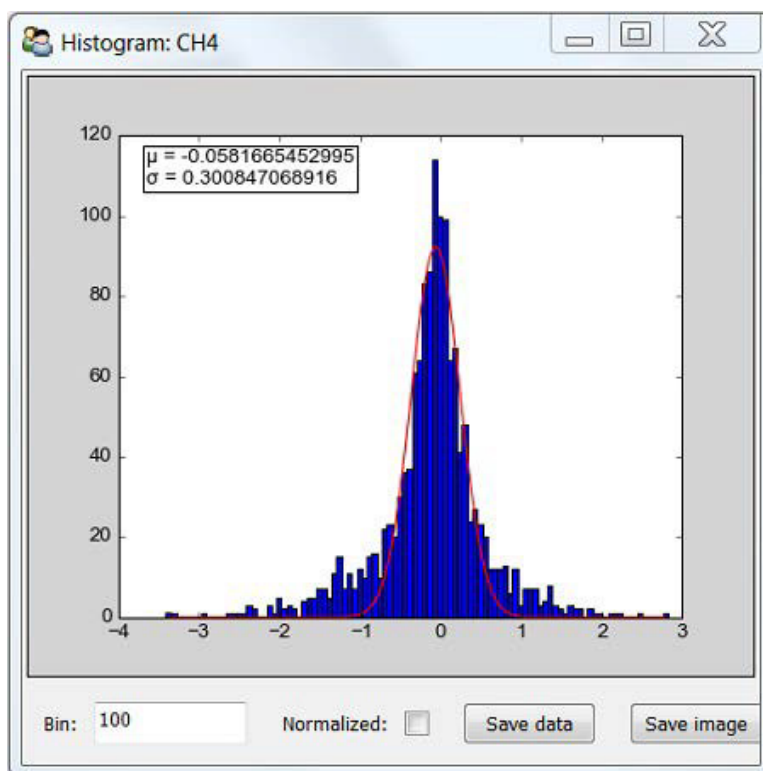 Histogram: CH4
μ = -0.0581665452995
σ = 0.300847068916
120
100
80
60
40
20
0
−4 −3 −2 −1 0 1 2 3
Bin: 100 Normalized: Save data Save image